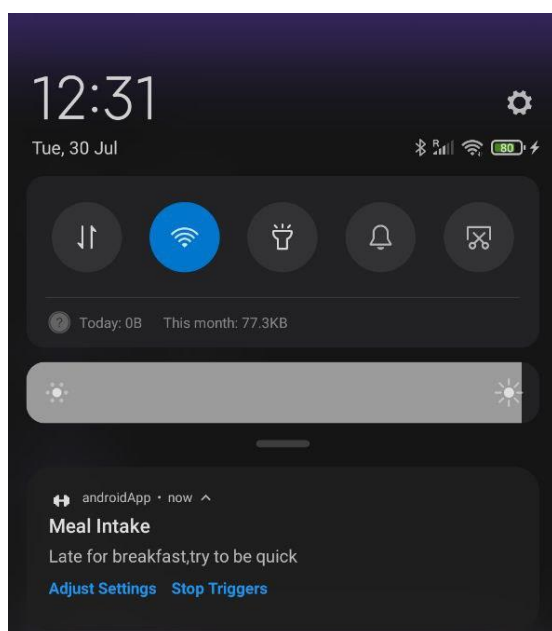 12:31
Tue, 30 Jul
R 80
Today: 0B This month: 77.3KB
androidApp • now
Meal Intake
Late for breakfast,try to be quick
Adjust Settings Stop Triggers